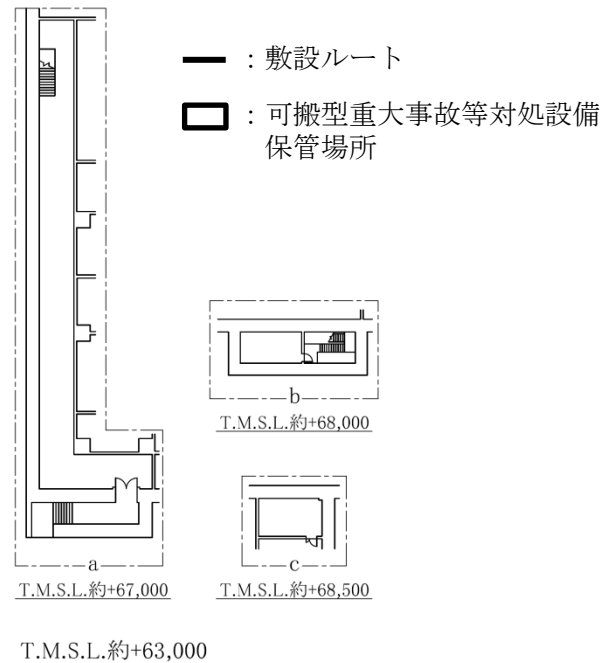 ：敷設ルート
：可搬型重大事故等対処設備
保管場所
b
T.M.S.L.約+68,000
a
T.M.S.L.約+67,000
c
T.M.S.L.約+68,500
T.M.S.L.約+63,000